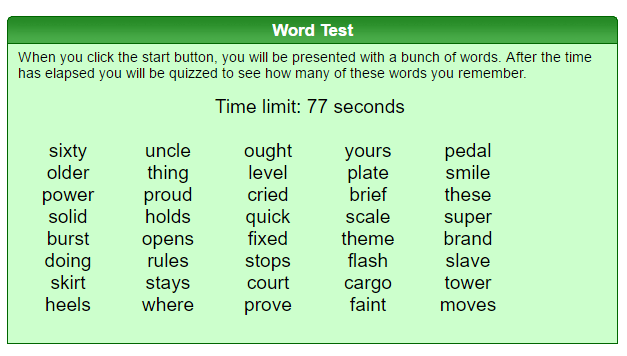 Word Test
When you click the start button, you will be presented with a bunch of words. After the time
has elapsed you will be quizzed to see how many of these words you remember.
Time limit: 77 seconds
sixty uncle ought yours pedal
older thing level plate smile
power proud cried brief these
solid holds quick scale super
burst opens fixed theme brand
doing rules stops flash slave
skirt stays court cargo tower
heels where prove faint moves